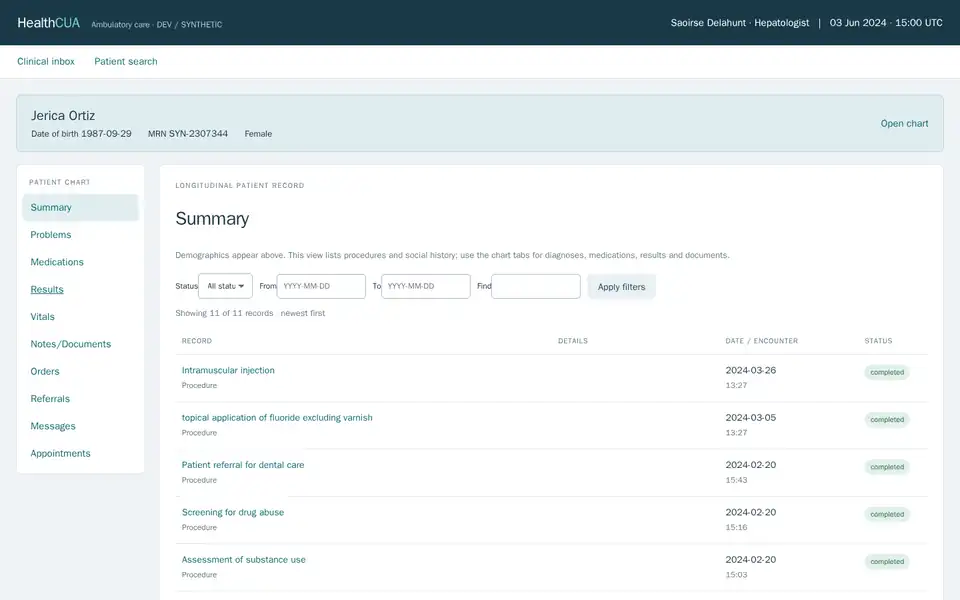 HealthCUA Ambulatory care · DEV / SYNTHETIC Saoirse Delahunt · Hepatologist | 03 Jun 2024 · 15:00 UTC
Clinical inbox Patient search
Jerica Ortiz
Date of birth 1987-09-29 MRN SYN-2307344 Female
Open chart
PATIENT CHART
Summary
Problems
Medications
Results
Vitals
Notes/Documents
Orders
Referrals
Messages
Appointments
LONGITUDINAL PATIENT RECORD
Summary
Demographics appear above. This view lists procedures and social history; use the chart tabs for diagnoses, medications, results and documents.
Status All statu From YYYY-MM-DD To YYYY-MM-DD Find Apply filters
Showing 11 of 11 records newest first
RECORD DETAILS DATE / ENCOUNTER STATUS
Intramuscular injection 2024-03-26 completed
Procedure 13:27
topical application of fluoride excluding varnish 2024-03-05 completed
Procedure 13:27
Patient referral for dental care 2024-02-20 completed
Procedure 15:43
Screening for drug abuse 2024-02-20 completed
Procedure 15:16
Assessment of substance use 2024-02-20 completed
Procedure 15:03